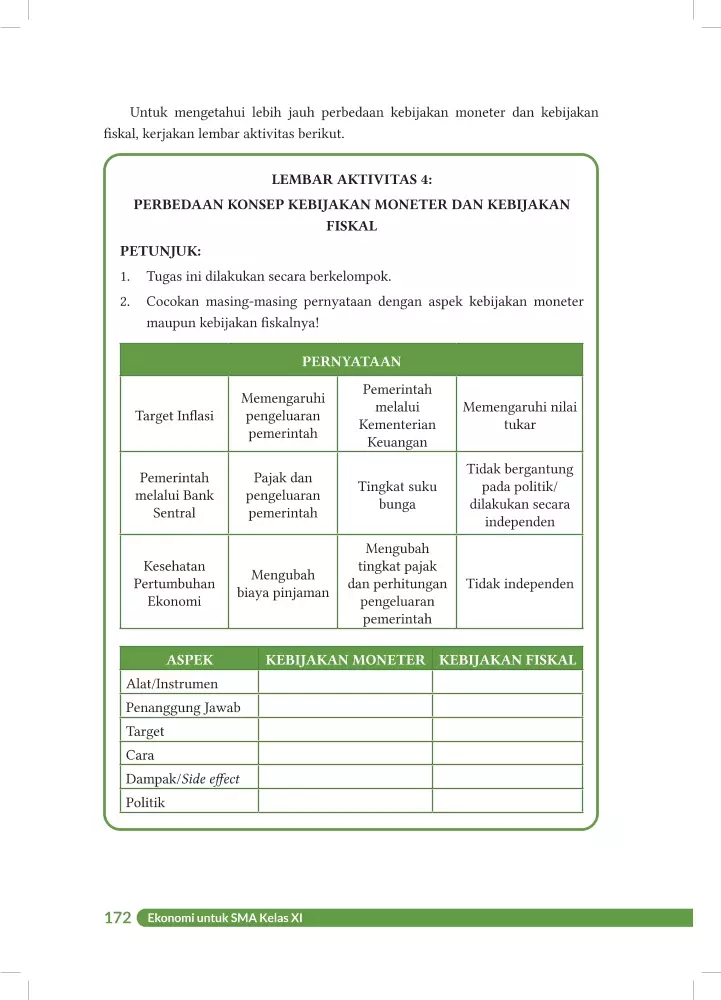 Untuk mengetahui lebih jauh perbedaan kebijakan moneter dan kebijakan
fiskal, kerjakan lembar aktivitas berikut.
LEMBAR AKTIVITAS 4:
PERBEDAAN KONSEP KEBIJAKAN MONETER DAN KEBIJAKAN
FISKAL
PETUNJUK:
1. Tugas ini dilakukan secara berkelompok.
2. Cocokan masing-masing pernyataan dengan aspek kebijakan moneter
maupun kebijakan fiskalnya!
PERNYATAAN
Target Inflasi
Memengaruhi
pengeluaran
pemerintah
Pemerintah
melalui
Kementerian
Keuangan
Memengaruhi nilai
tukar
Pemerintah
melalui Bank
Sentral
Pajak dan
pengeluaran
pemerintah
Tingkat suku
bunga
Tidak bergantung
pada politik/
dilakukan secara
independen
Kesehatan
Pertumbuhan
Ekonomi
Mengubah
biaya pinjaman
Mengubah
tingkat pajak
dan perhitungan
pengeluaran
pemerintah
Tidak independen
ASPEK KEBIJAKAN MONETER KEBIJAKAN FISKAL
Alat/Instrumen
Penanggung Jawab
Target
Cara
Dampak/Side effect
Politik
172 Ekonomi untuk SMA Kelas XI